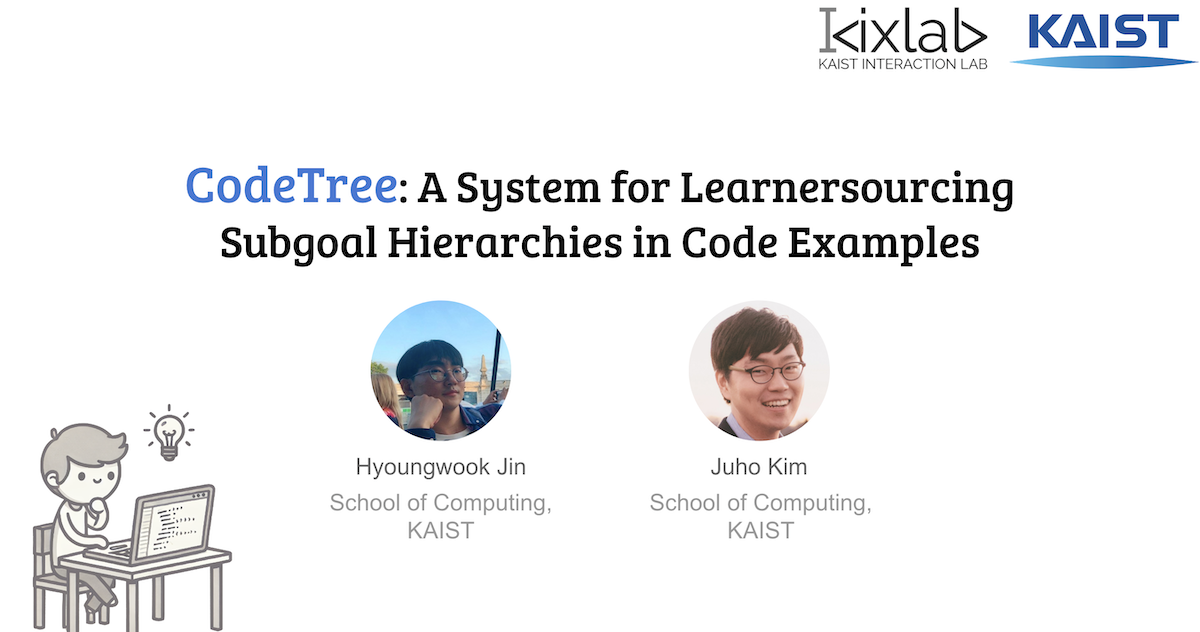 kixlab
KAIST INTERACTION LAB
KAIST
CodeTree: A System for Learnersourcing
Subgoal Hierarchies in Code Examples
Hyoungwook Jin
School of Computing,
KAIST
Juho Kim
School of Computing,
KAIST